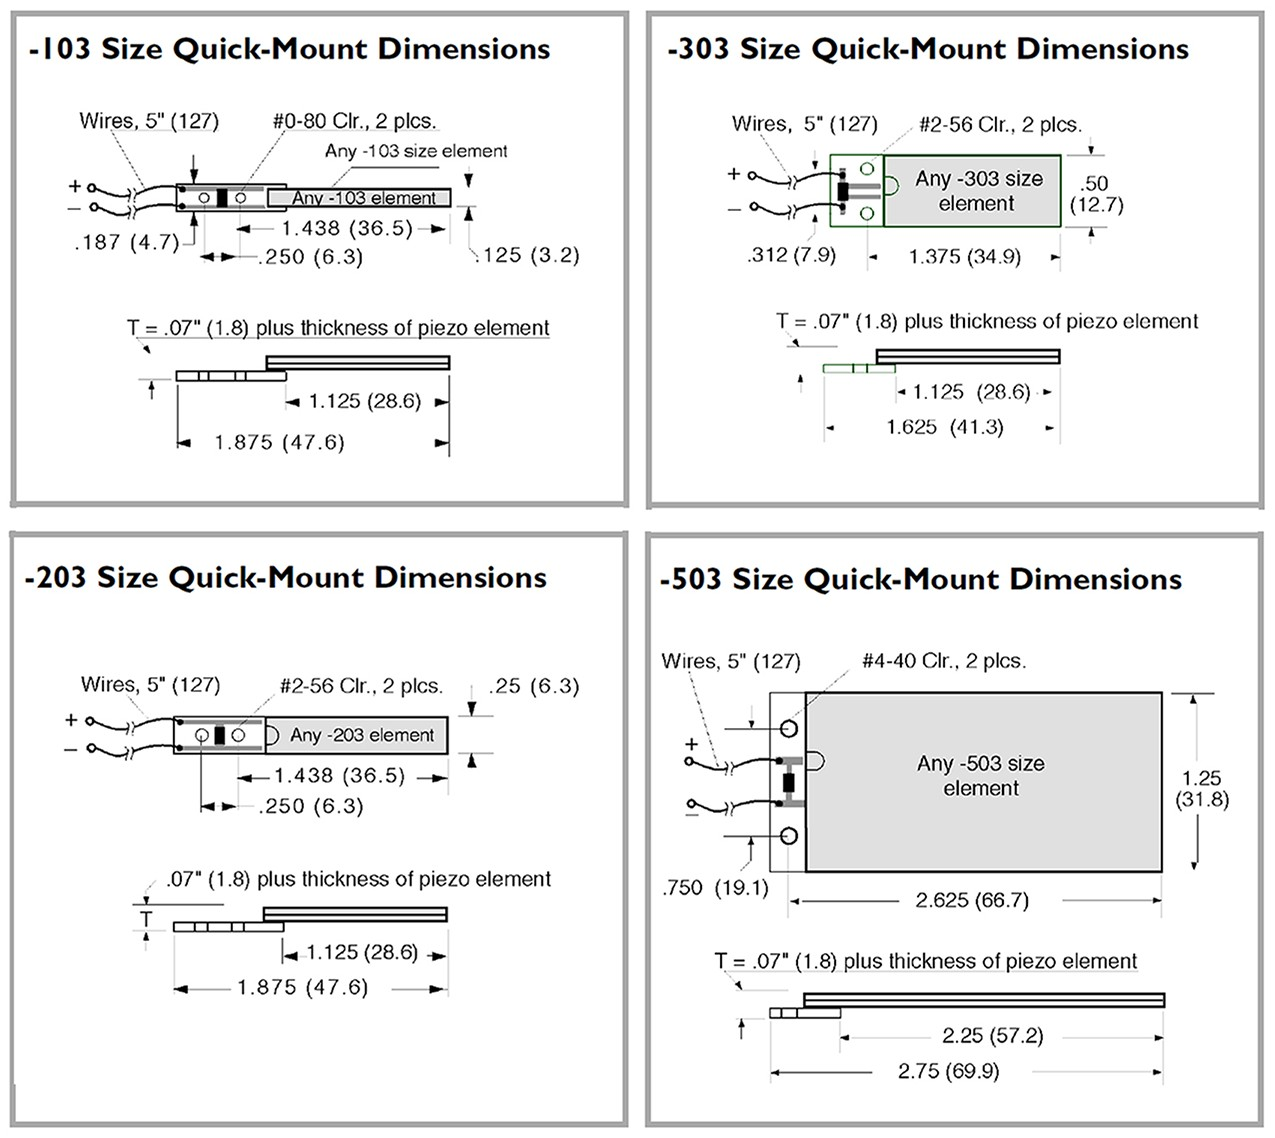 -103 Size Quick-Mount Dimensions
Wires, 5" (127)
#0-80 Clr., 2 plcs.
Any -103 size element
+
Any -103 element
–
.187 (4.7)
1.438 (36.5)
.250 (6.3)
.125 (3.2)
T = .07" (1.8) plus thickness of piezo element
1.125 (28.6)
1.875 (47.6)
-303 Size Quick-Mount Dimensions
Wires, 5" (127)
#2-56 Clr., 2 plcs.
+
Any -303 size
element
–
.50
(12.7)
.312 (7.9)
1.375 (34.9)
T = .07" (1.8) plus thickness of piezo element
1.125 (28.6)
1.625 (41.3)
-203 Size Quick-Mount Dimensions
Wires, 5" (127)
#2-56 Clr., 2 plcs.
.25 (6.3)
+
Any -203 element
–
1.438 (36.5)
.250 (6.3)
.07" (1.8) plus thickness of piezo element
T
1.125 (28.6)
1.875 (47.6)
-503 Size Quick-Mount Dimensions
Wires, 5" (127)
#4-40 Clr., 2 plcs.
+
Any -503 size
element
–
1.25
(31.8)
.750 (19.1)
2.625 (66.7)
T = .07" (1.8) plus thickness of piezo element
2.25 (57.2)
2.75 (69.9)